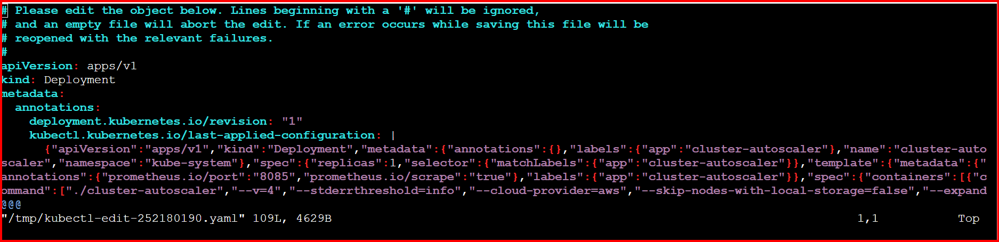 # Please edit the object below. Lines beginning with a '#' will be ignored,
# and an empty file will abort the edit. If an error occurs while saving this file will be
# reopened with the relevant failures.
#
apiVersion: apps/v1
kind: Deployment
metadata:
  annotations:
    deployment.kubernetes.io/revision: "1"
    kubectl.kubernetes.io/last-applied-configuration: |
      {"apiVersion":"apps/v1","kind":"Deployment","metadata":{"annotations":{},"labels":{"app":"cluster-autoscaler"},"name":"cluster-auto
scaler","namespace":"kube-system"},"spec":{"replicas":1,"selector":{"matchLabels":{"app":"cluster-autoscaler"}},"template":{"metadata":{"
annotations":{"prometheus.io/port":"8085","prometheus.io/scrape":"true"},"labels":{"app":"cluster-autoscaler"}},"spec":{"containers":[{"c
ommand":["./cluster-autoscaler","--v=4","--stderrthreshold=info","--cloud-provider=aws","--skip-nodes-with-local-storage=false","--expand
@@@
"/tmp/kubectl-edit-252180190.yaml" 109L, 4629B 1,1 Top